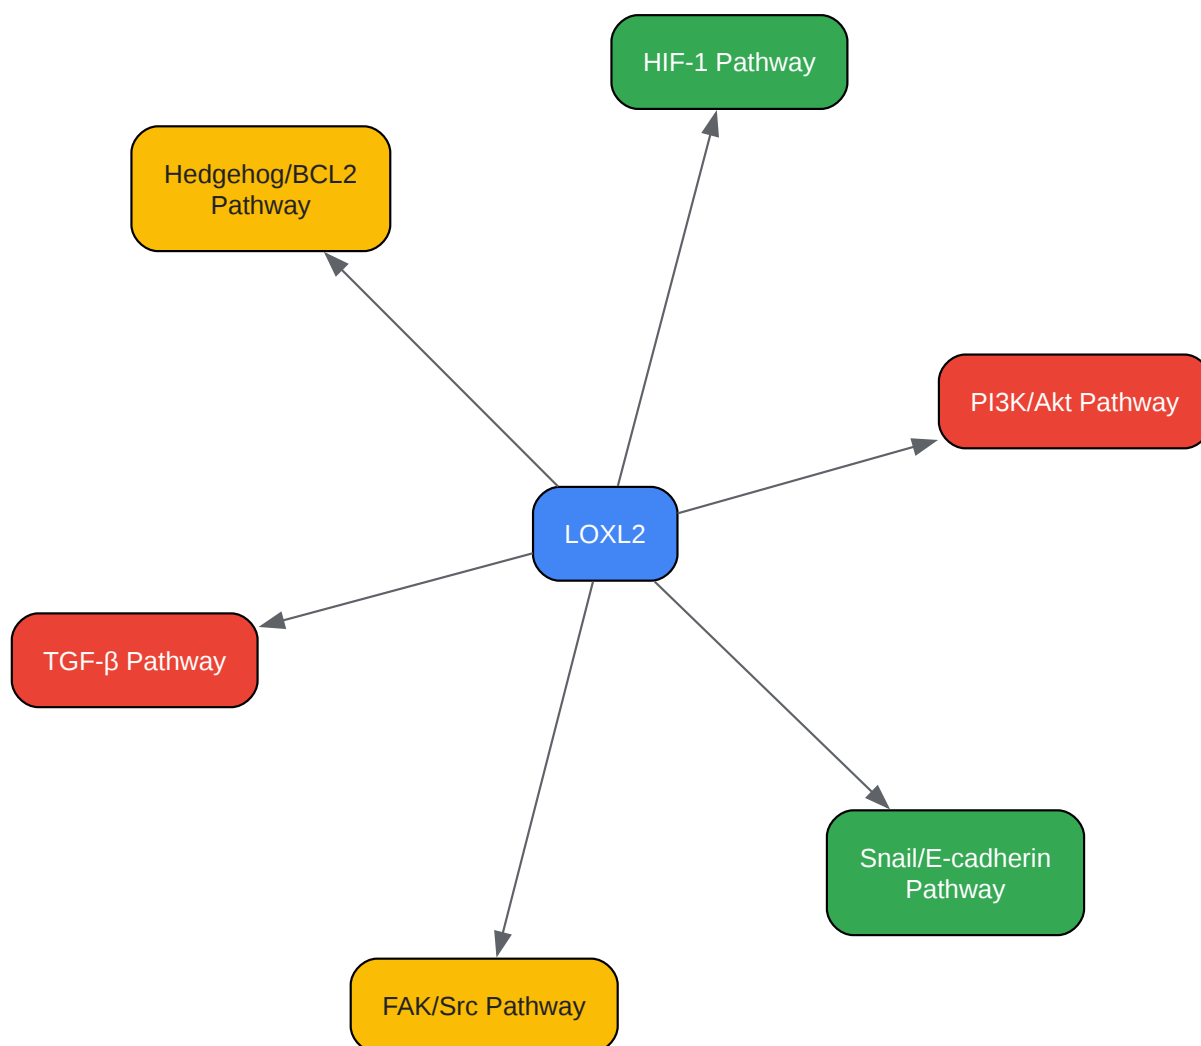 HIF-1 Pathway
Hedgehog/BCL2
Pathway
PI3K/Akt Pathway
LOXL2
TGF-β Pathway
Snail/E-cadherin
Pathway
FAK/Src Pathway